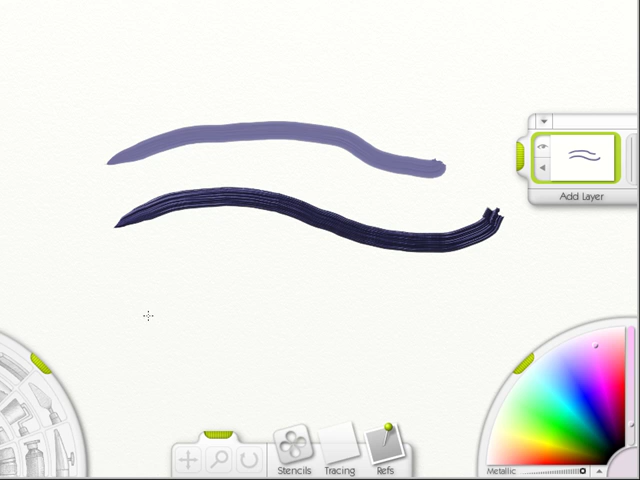 Add Layer
Stencils
Tracing
Refs
Metallic